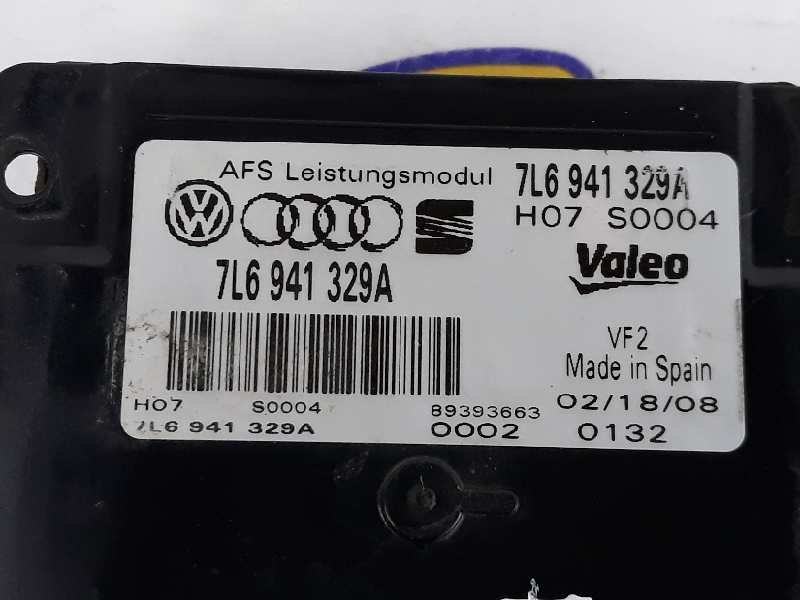 AFS Leistungsmodul
7L6 941 329A
H07 S0004
VW
7L6 941 329A
Valeo
VF2
Made in Spain
H07 S0004 89393663
02/18/08
7L6 941 329A 0002 0132